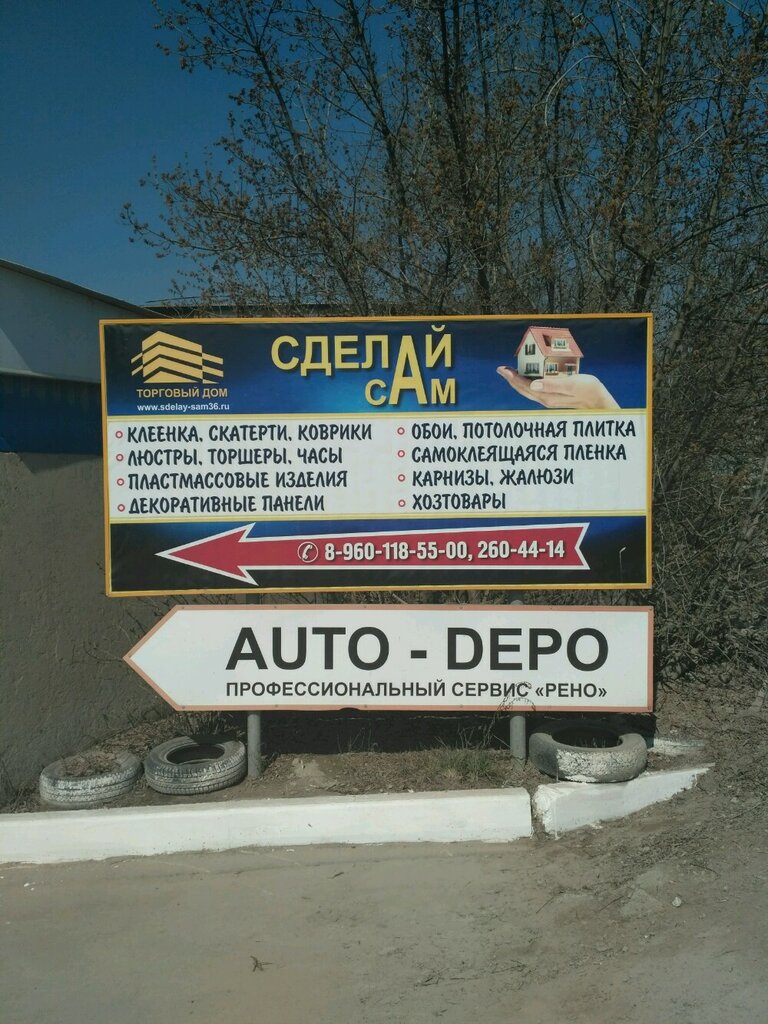 ТОРГОВЫЙ ДОМ
www.sdelay-sam36.ru
СДЕЛАЙ
САМ
КЛЕЕНКА, СКАТЕРТИ, КОВРИКИ
ЛЮСТРЫ, ТОРШЕРЫ, ЧАСЫ
ПЛАСТМАССОВЫЕ ИЗДЕЛИЯ
ДЕКОРАТИВНЫЕ ПАНЕЛИ
ОБОИ, ПОТОЛОЧНАЯ ПЛИТКА
САМОКЛЕЯЩАЯСЯ ПЛЕНКА
КАРНИЗЫ, ЖАЛЮЗИ
ХОЗТОВАРЫ
8-960-118-55-00, 260-44-14
AUTO - DEPO
ПРОФЕССИОНАЛЬНЫЙ СЕРВИС «РЕНО»